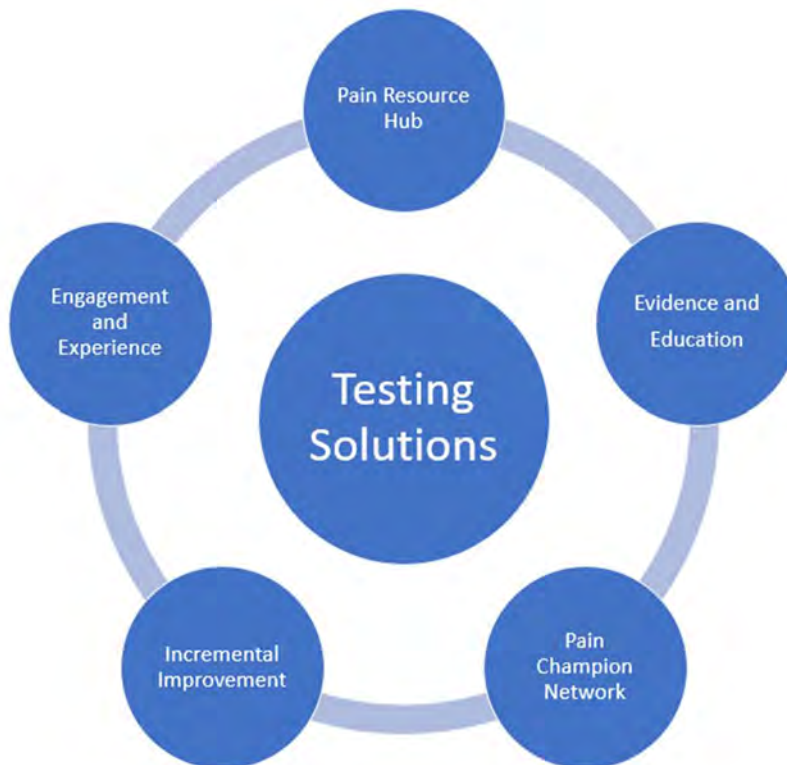 Pain Resource
Hub
Engagement
and
Experience
Evidence and
Education
Testing
Solutions
Incremental
Improvement
Pain
Champion
Network